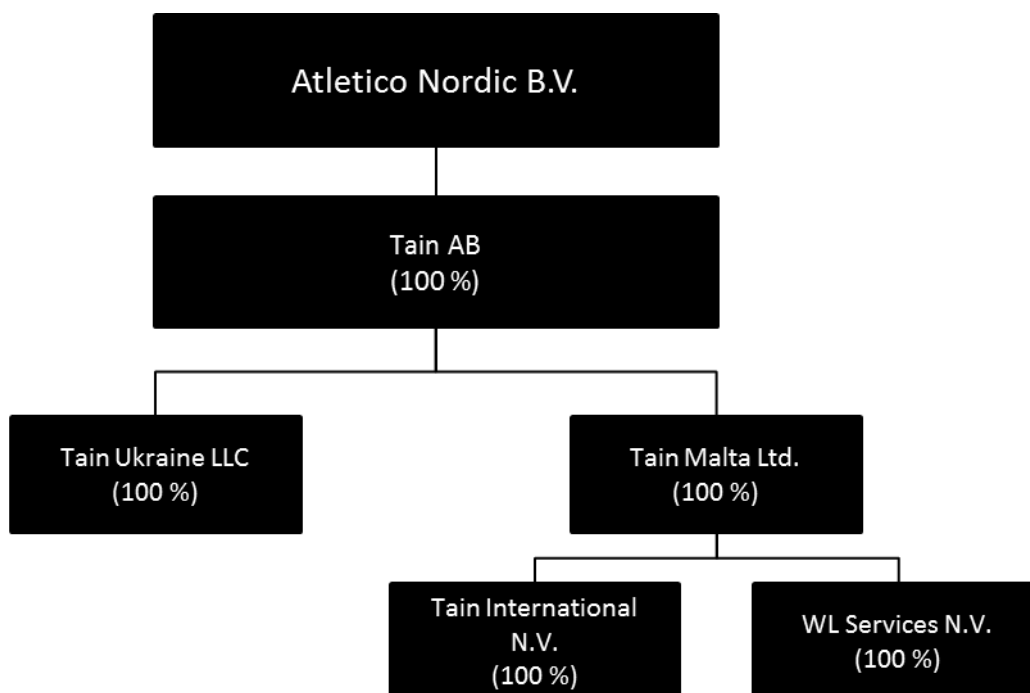 Atletico Nordic B.V.
Tain AB
(100 %)
Tain Ukraine LLC
(100 %)
Tain Malta Ltd.
(100 %)
Tain International
N.V.
(100 %)
WL Services N.V.
(100 %)